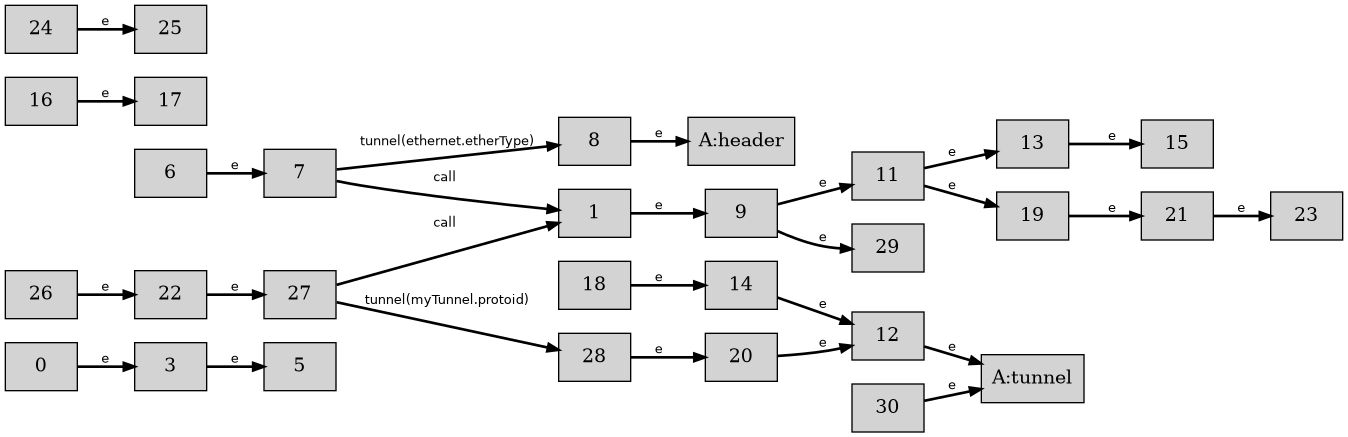 24 e 25
16 e 17
6 e 7
tunnel(ethernet.etherType)
8 e A:header
call
call
1 e 9
e 11
e 29
e 13 e 15
e 19 e 21 e 23
26 e 22 e 27
tunnel(myTunnel.protoid)
18 e 14 e
28 e 20 e
12 e
30 e
A:tunnel
0 e 3 e 5